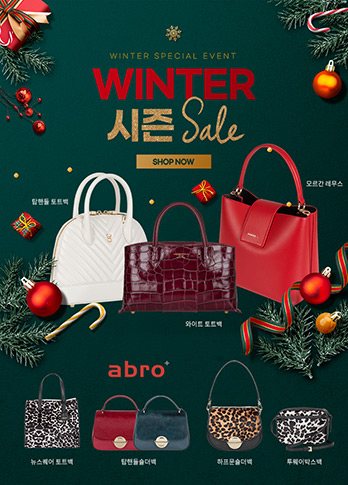 WINTER SPECIAL EVENT
WINTER
시즌 Sale
SHOP NOW
모르간 레우스
탑핸들 토트백
와이드 토트백
abro+
뉴스퀘어 토트백
탑핸들숄더백
하프문숄더백
투웨이박스백